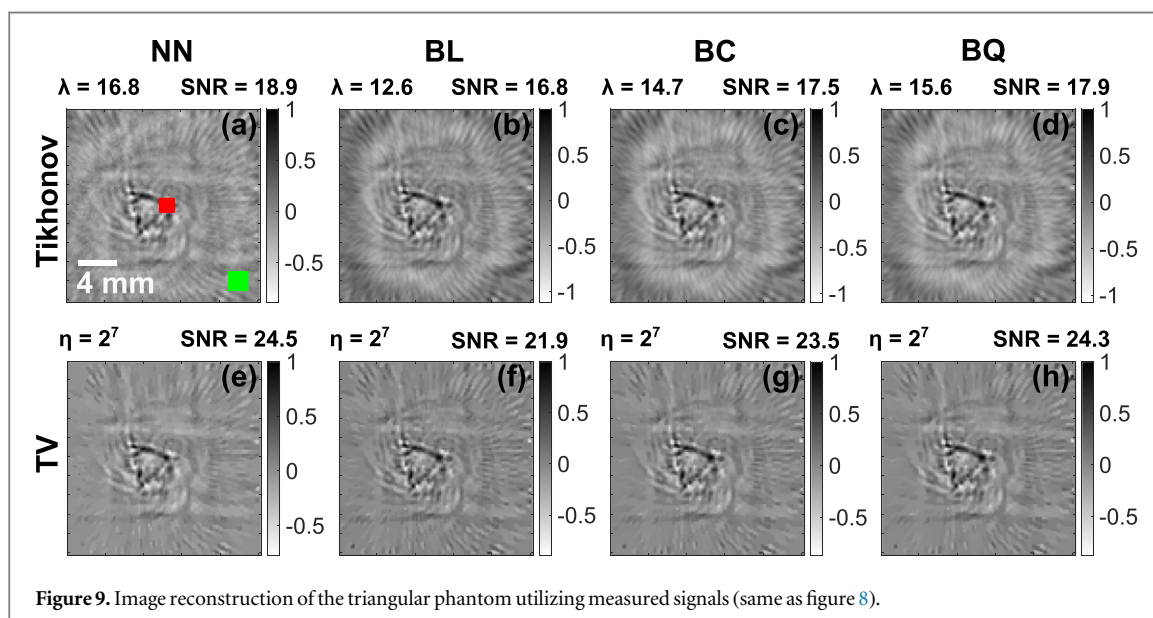 NN BL BC BQ
λ = 16.8 SNR = 18.9 λ = 12.6 SNR = 16.8 λ = 14.7 SNR = 17.5 λ = 15.6 SNR = 17.9
Tikhonov
(a) (b) (c) (d)
1 1 1 1
0.5 0.5 0.5 0.5
0 0 0 0
-0.5 -0.5 -0.5 -0.5
-1 -1 -1
4 mm
η = 2⁷ SNR = 24.5 η = 2⁷ SNR = 21.9 η = 2⁷ SNR = 23.5 η = 2⁷ SNR = 24.3
TV
(e) (f) (g) (h)
1 1 1 1
0.5 0.5 0.5 0.5
0 0 0 0
-0.5 -0.5 -0.5 -0.5
Figure 9. Image reconstruction of the triangular phantom utilizing measured signals (same as figure 8).